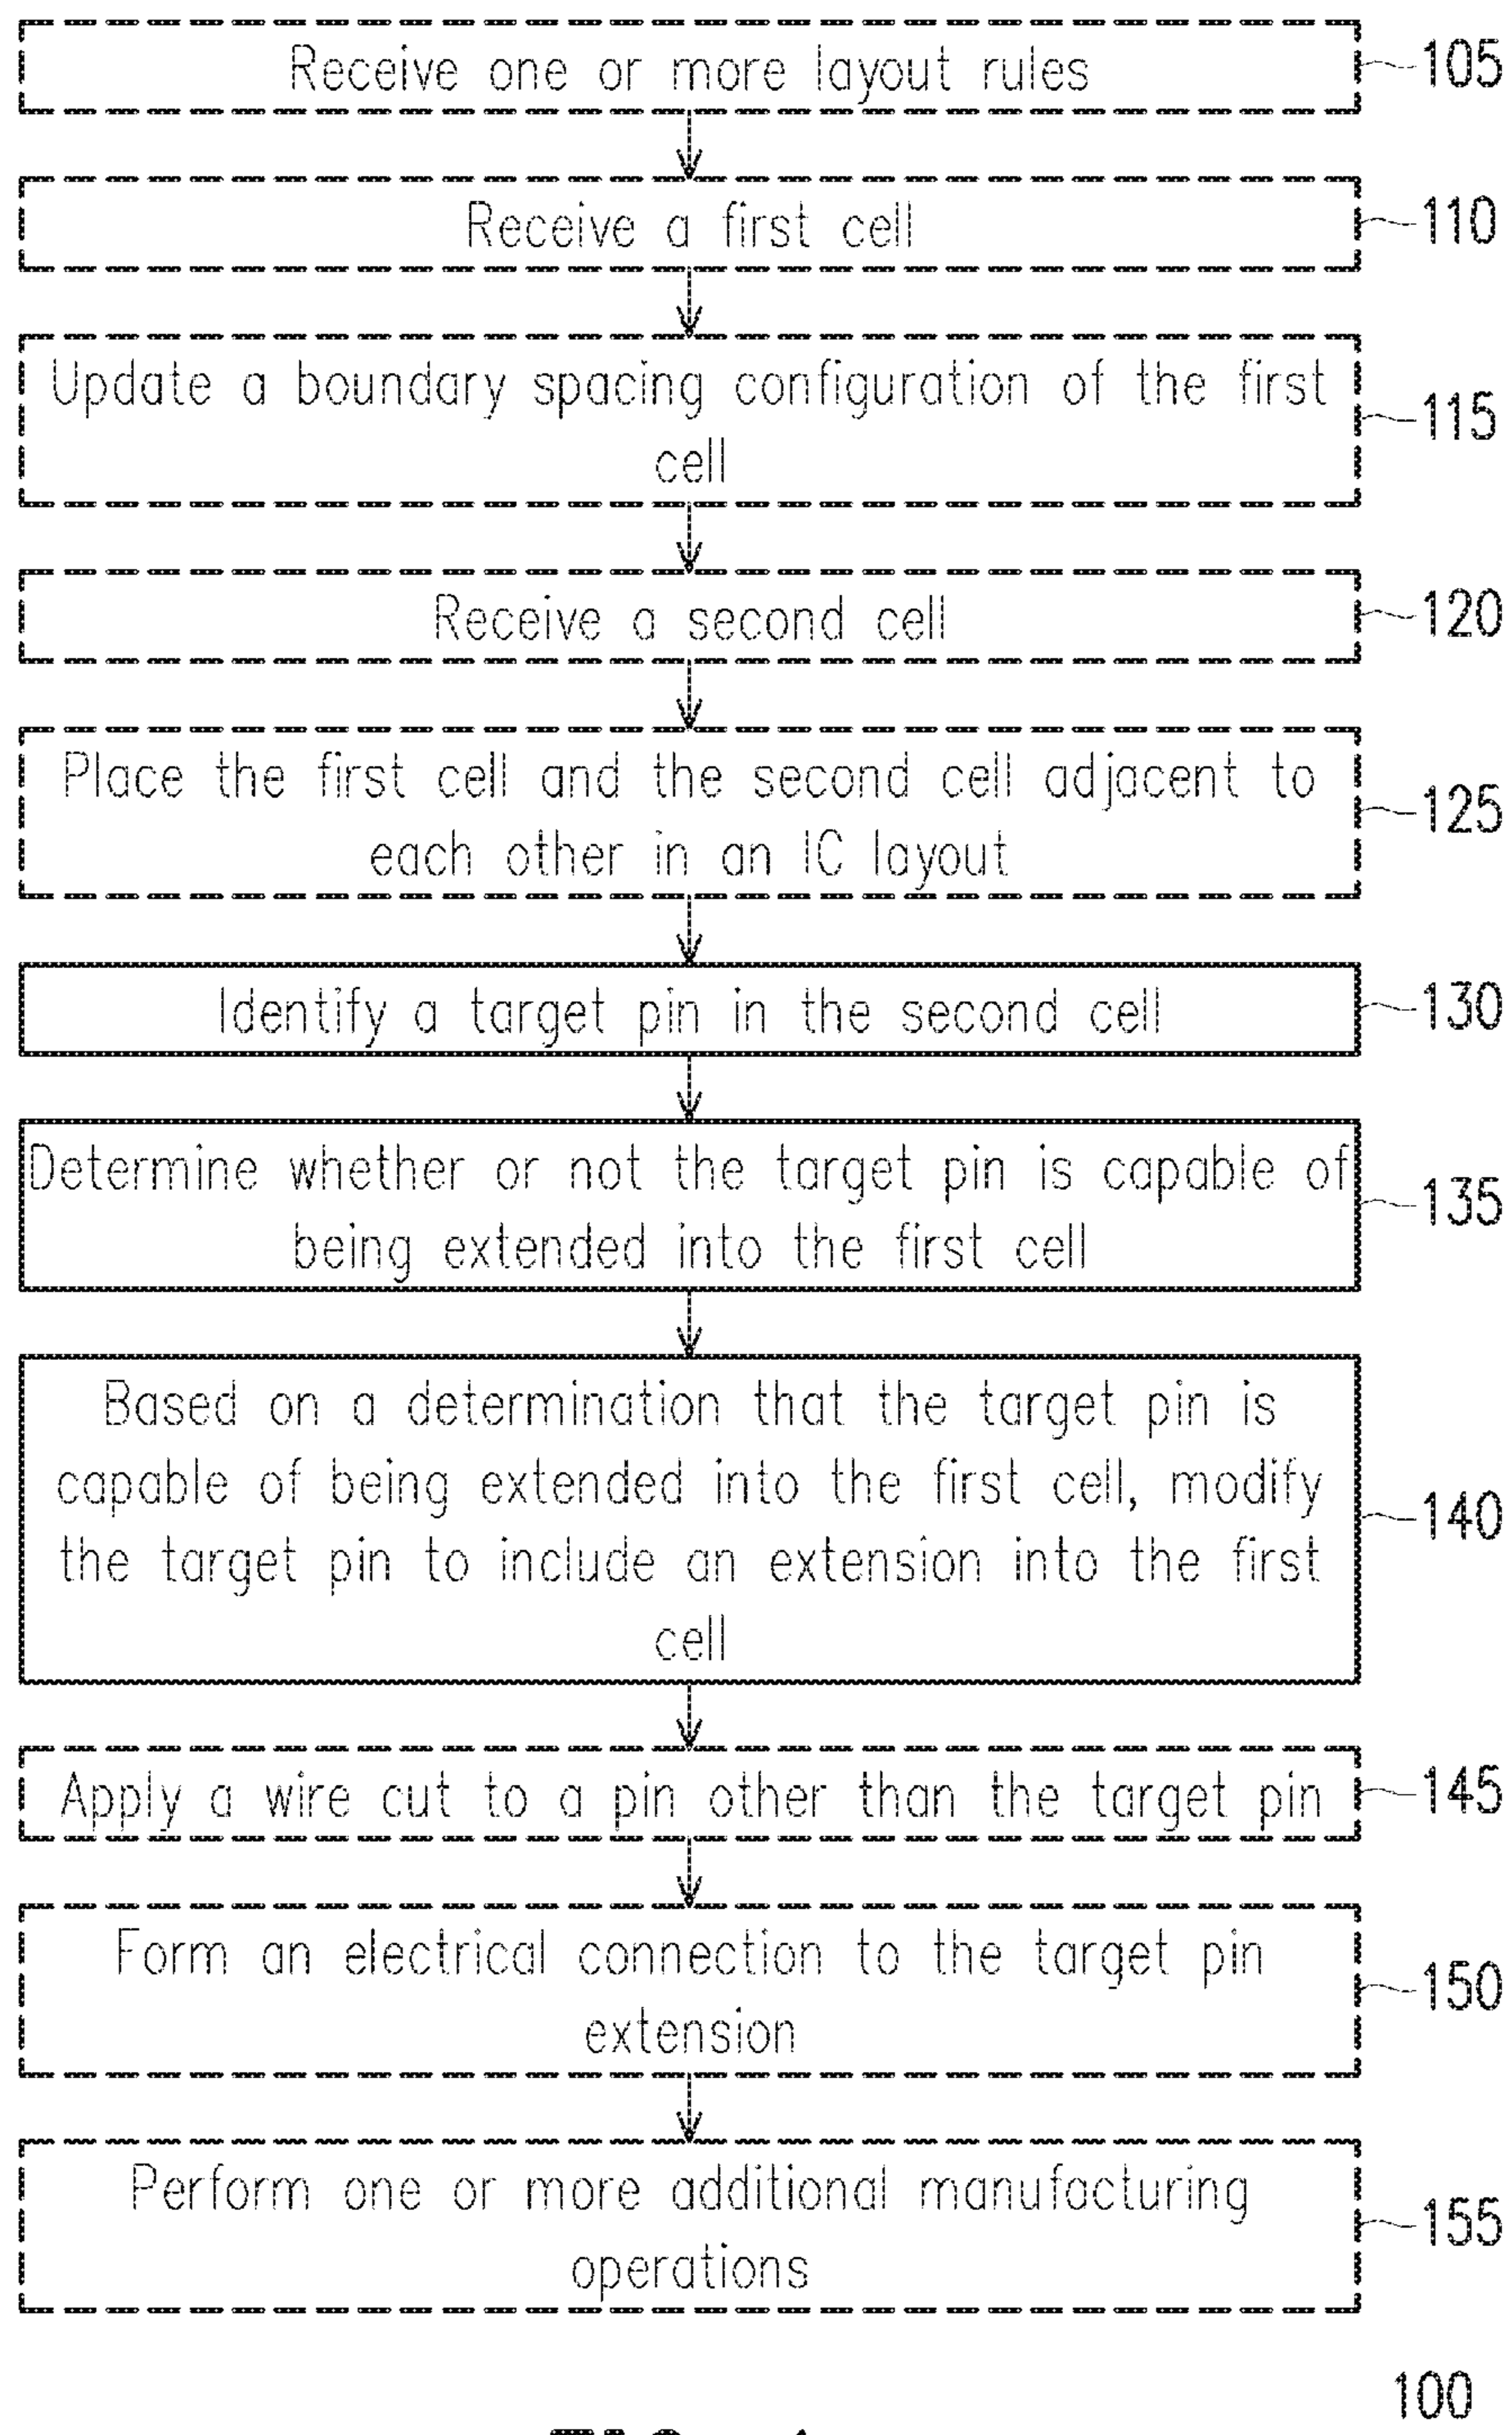 Receive one or more layout rules
105
Receive a first cell
110
Update a boundary spacing configuration of the first
cell
115
Receive a second cell
120
Place the first cell and the second cell adjacent to
each other in an IC layout
125
Identify a target pin in the second cell
130
Determine whether or not the target pin is capable of
being extended into the first cell
135
Based on a determination that the target pin is
capable of being extended into the first cell, modify
the target pin to include an extension into the first
cell
140
Apply a wire cut to a pin other than the target pin
145
Form an electrical connection to the target pin
extension
150
Perform one or more additional manufacturing
operations
155
100